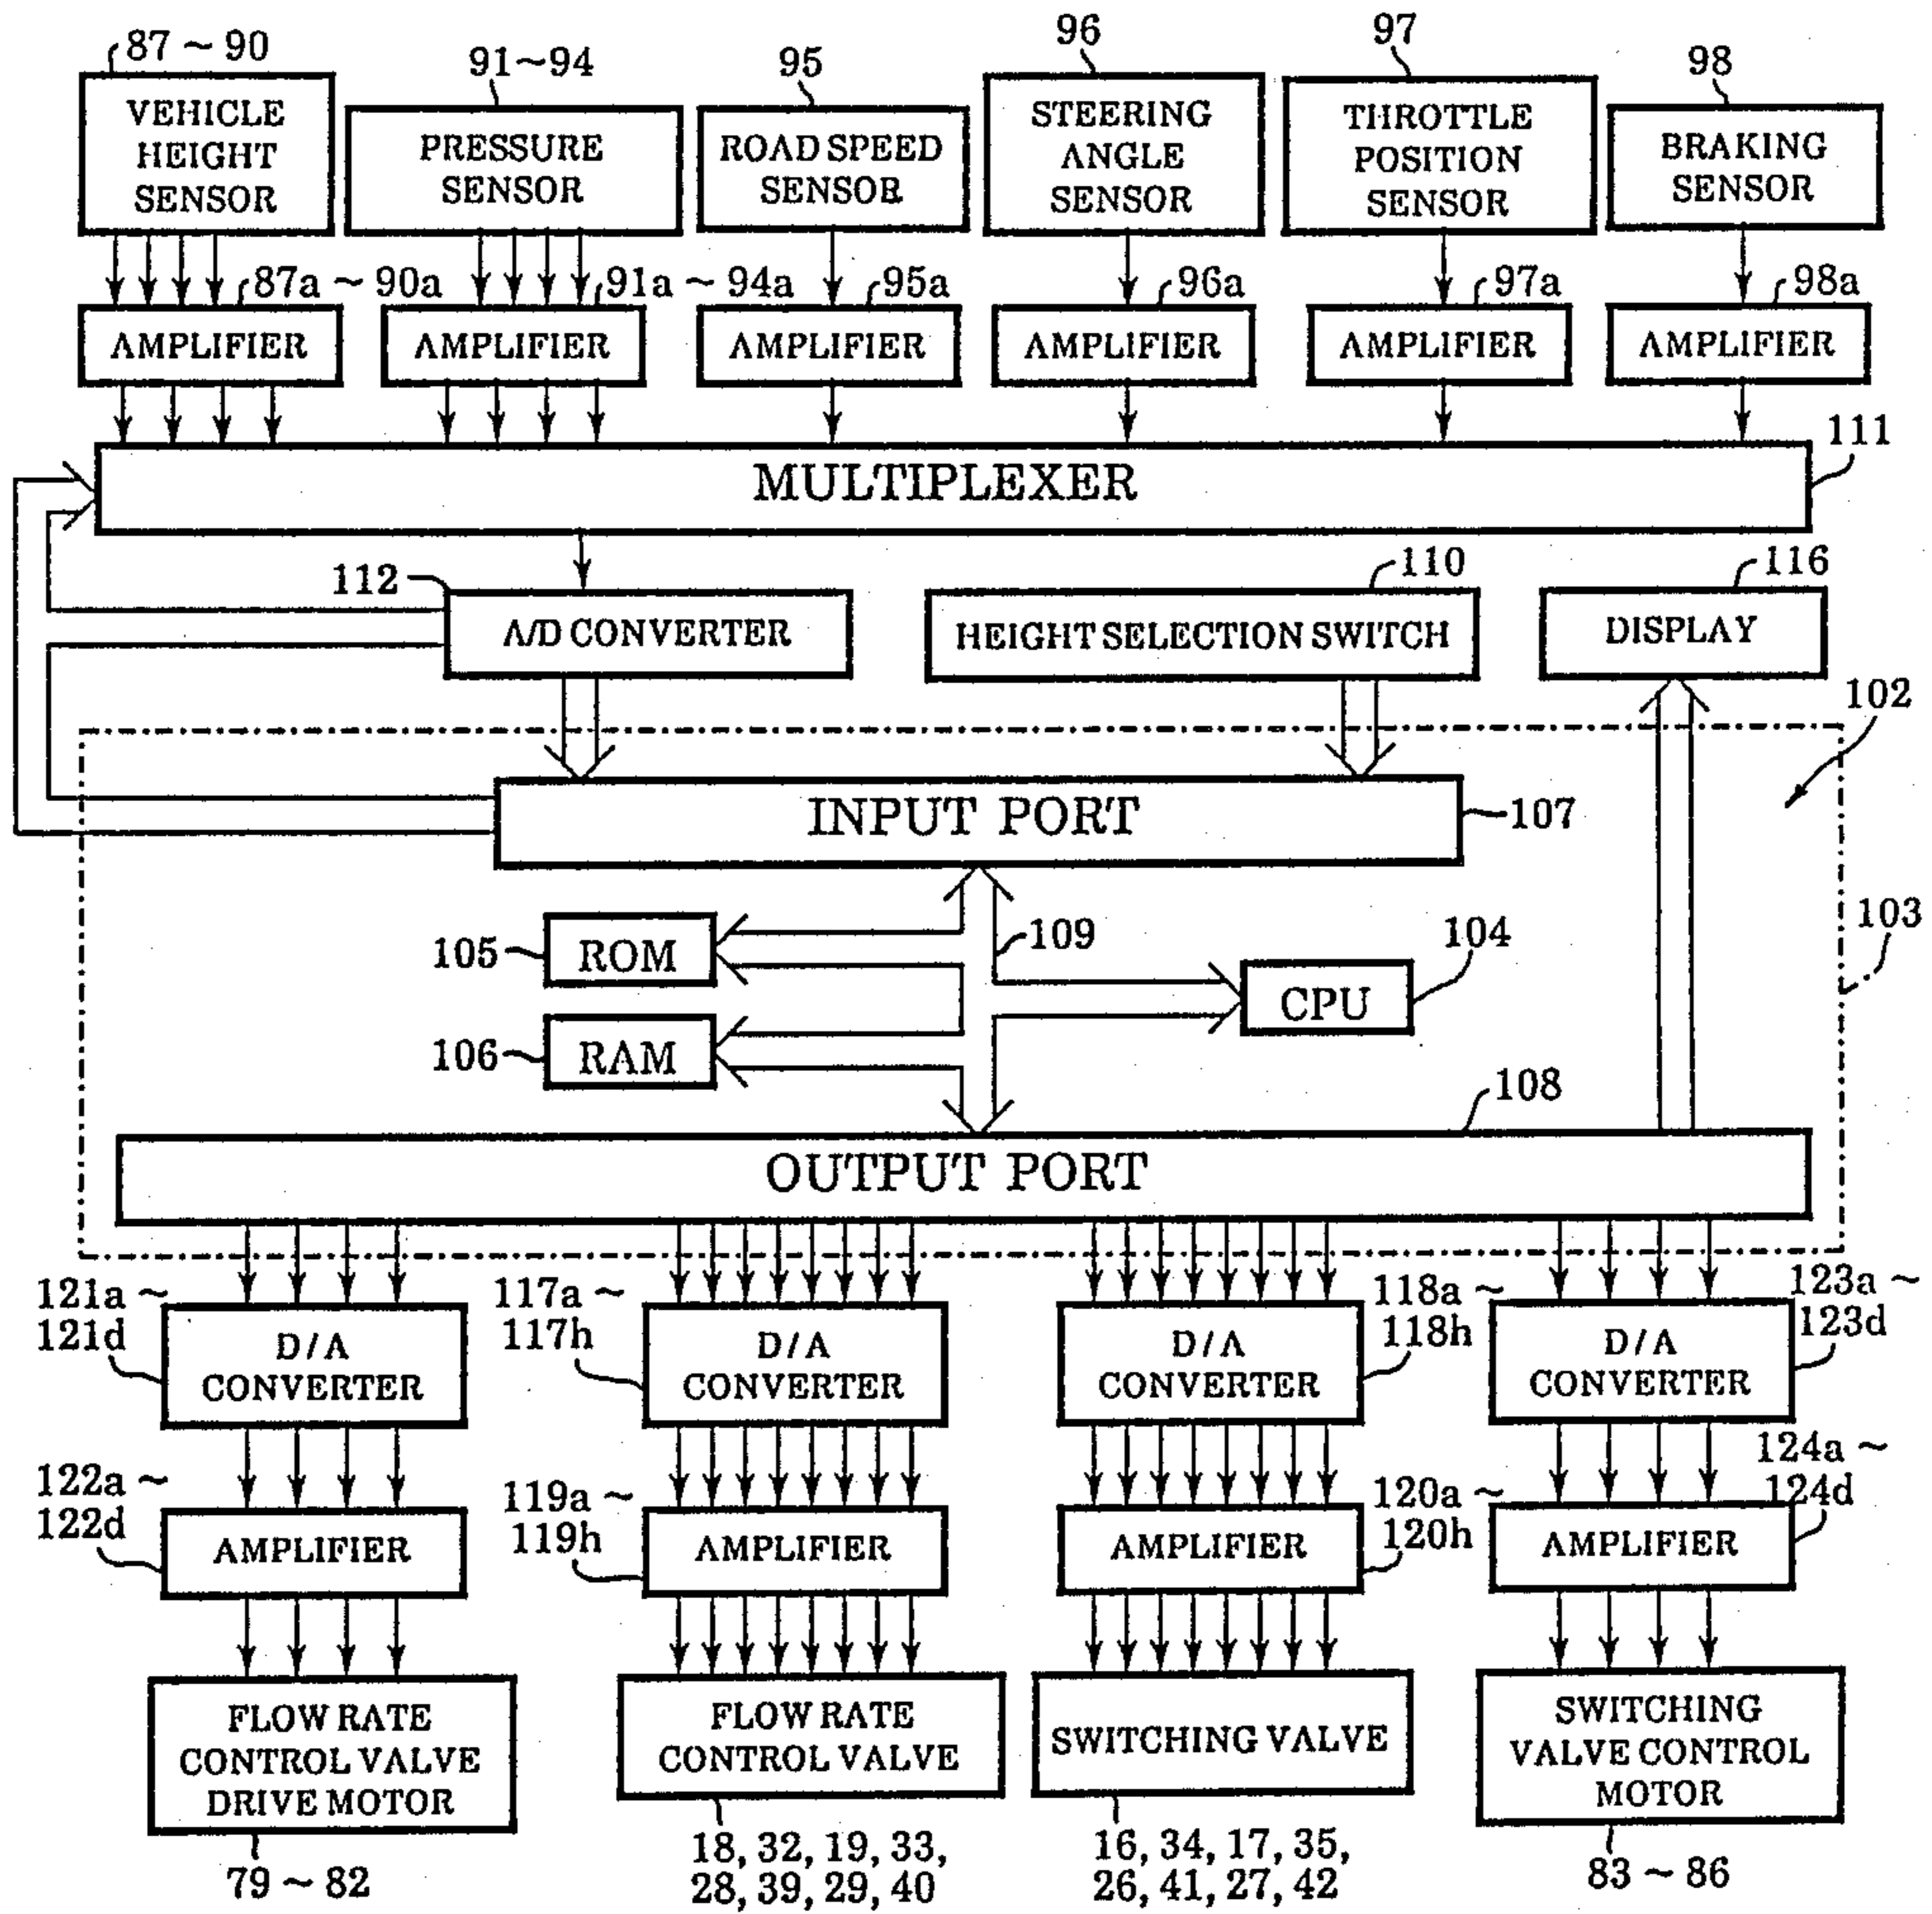 87 ~ 90
91~94
95
96
97
98
VEHICLE
HEIGHT
SENSOR
PRESSURE
SENSOR
ROAD SPEED
SENSOR
STEERING
ANGLE
SENSOR
THROTTLE
POSITION
SENSOR
BRAKING
SENSOR
87a ~ 90a
91a ~ 94a
95a
96a
97a
98a
AMPLIFIER
AMPLIFIER
AMPLIFIER
AMPLIFIER
AMPLIFIER
AMPLIFIER
111
MULTIPLEXER
112
110
116
A/D CONVERTER
HEIGHT SELECTION SWITCH
DISPLAY
102
INPUT PORT
107
103
105
ROM
109
104
CPU
106
RAM
108
OUTPUT PORT
121a ~
121d
D/A
CONVERTER
117a ~
117h
D/A
CONVERTER
118a ~
118h
D/A
CONVERTER
123a ~
123d
D/A
CONVERTER
122a ~
122d
AMPLIFIER
119a ~
119h
AMPLIFIER
120a ~
120h
AMPLIFIER
124a ~
124d
AMPLIFIER
FLOW RATE
CONTROL VALVE
DRIVE MOTOR
FLOW RATE
CONTROL VALVE
SWITCHING VALVE
SWITCHING
VALVE CONTROL
MOTOR
79 ~ 82
18, 32, 19, 33,
28, 39, 29, 40
16, 34, 17, 35,
26, 41, 27, 42
83 ~ 86